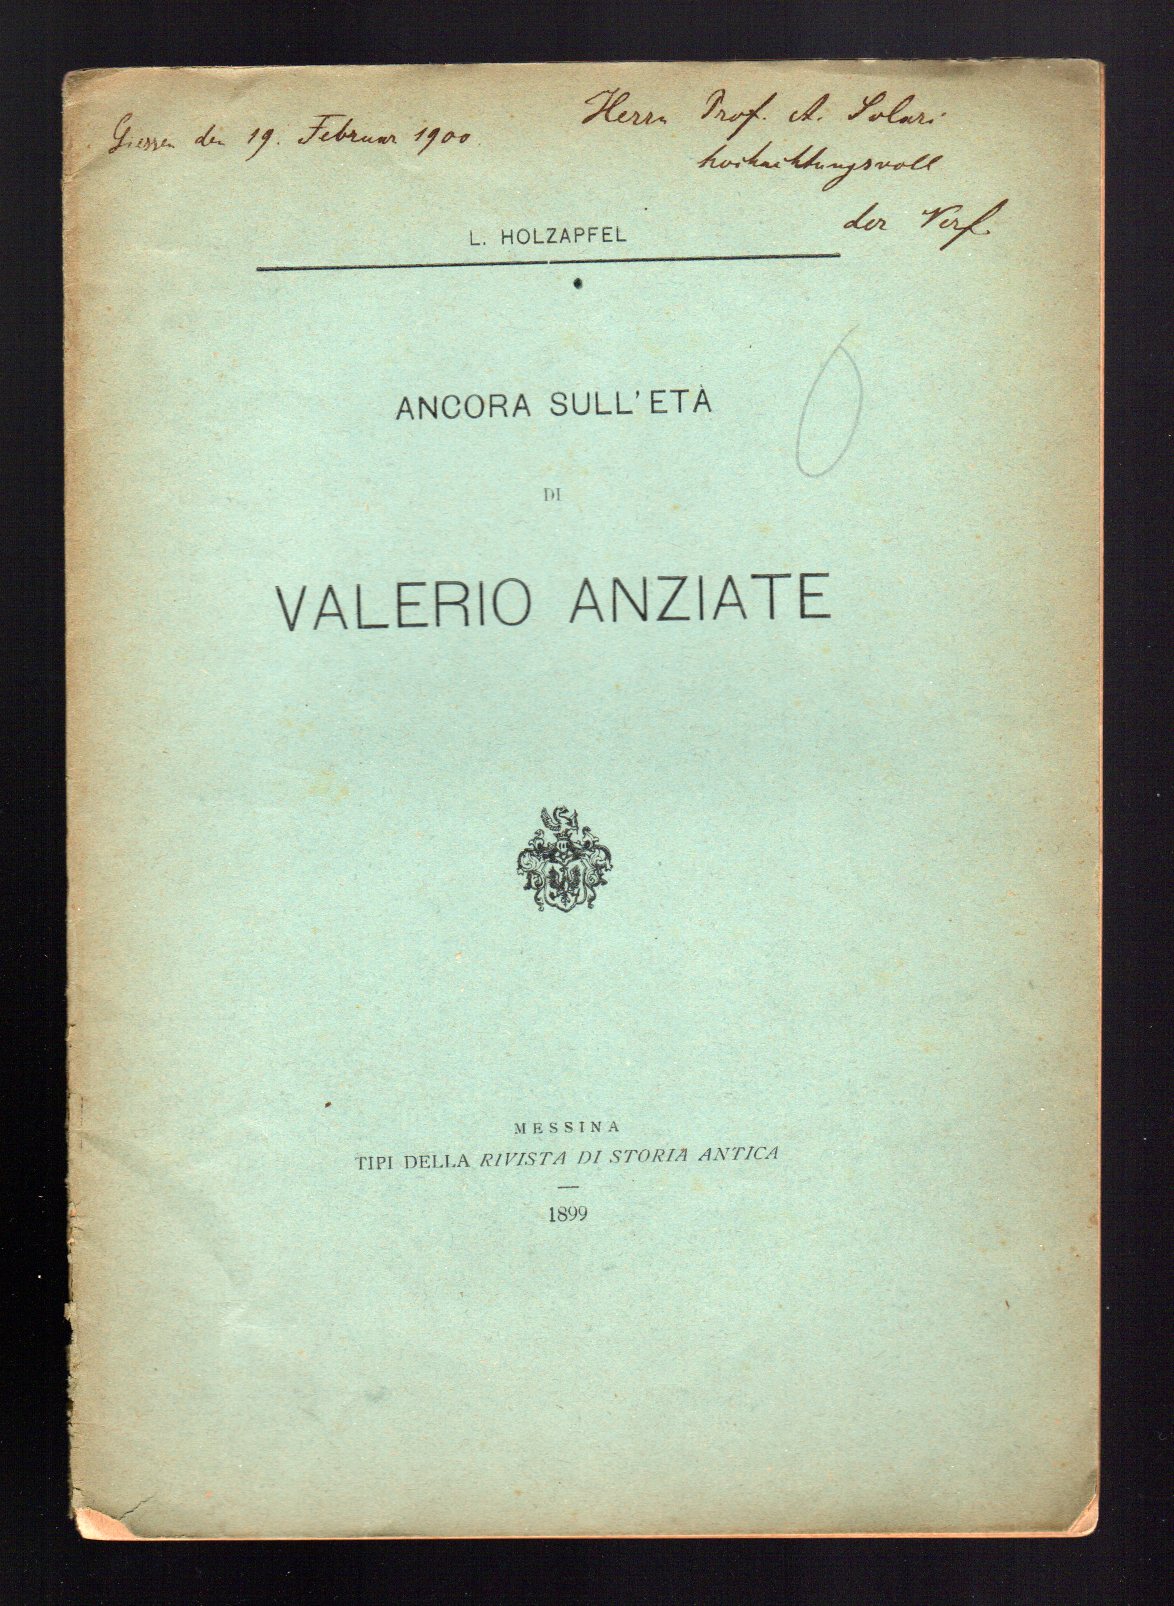 Giessen den 19. Februar 1900.
Herrn Prof. A. Solari
hochachtungsvoll
der Verf.
L. HOLZAPFEL
ANCORA SULL'ETÀ
DI
VALERIO ANZIATE
MESSINA
TIPI DELLA RIVISTA DI STORIA ANTICA
1899